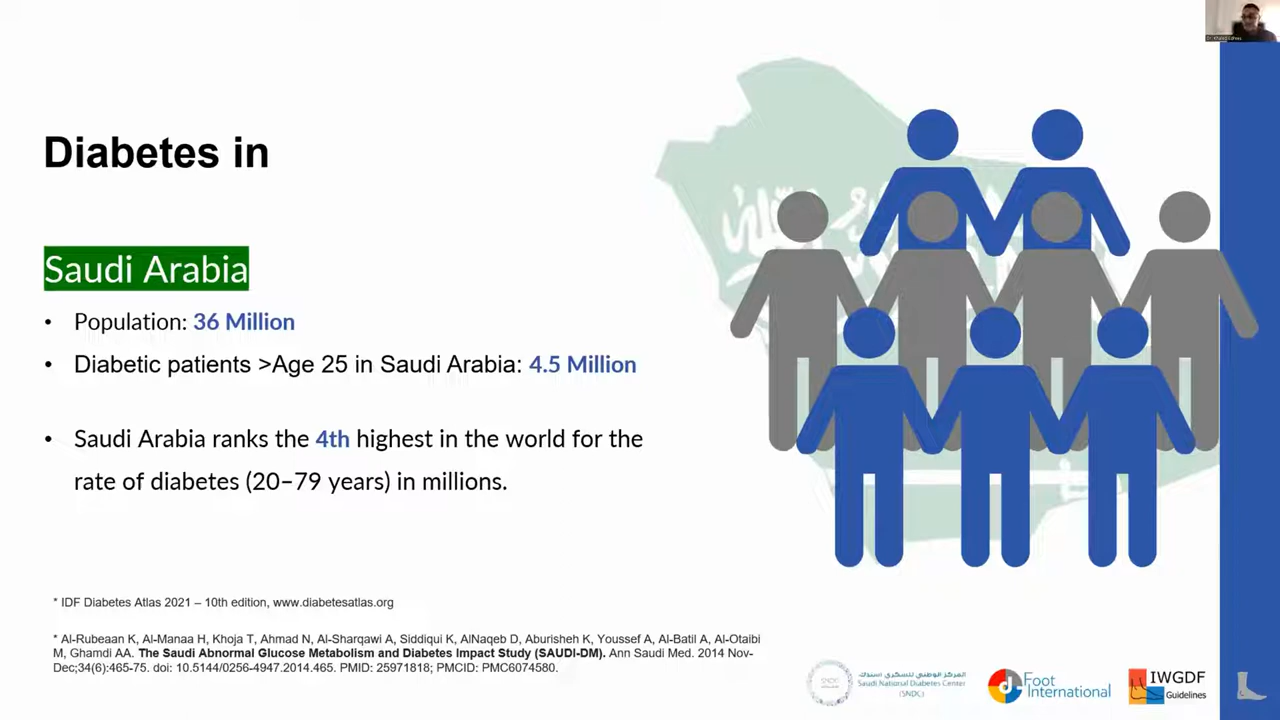 Diabetes in
Saudi Arabia
• Population: 36 Million
• Diabetic patients >Age 25 in Saudi Arabia: 4.5 Million
• Saudi Arabia ranks the 4th highest in the world for the
rate of diabetes (20–79 years) in millions.
* IDF Diabetes Atlas 2021 – 10th edition, www.diabetesatlas.org
* Al-Rubeaan K, Al-Manaa H, Khoja T, Ahmad N, Al-Sharqawi A, Siddiqui K, AlNaqeb D, Aburisheh K, Youssef A, Al-Batil A, Al-Otaibi
M, Ghamdi AA. The Saudi Abnormal Glucose Metabolism and Diabetes Impact Study (SAUDI-DM). Ann Saudi Med. 2014 Nov-
Dec;34(6):465-75. doi: 10.5144/0256-4947.2014.465. PMID: 25971818; PMCID: PMC6074580.
المركز الوطني للسكري
Saudi National Diabetes Center
(SNDC)
Foot
International
IWGDF
Guidelines